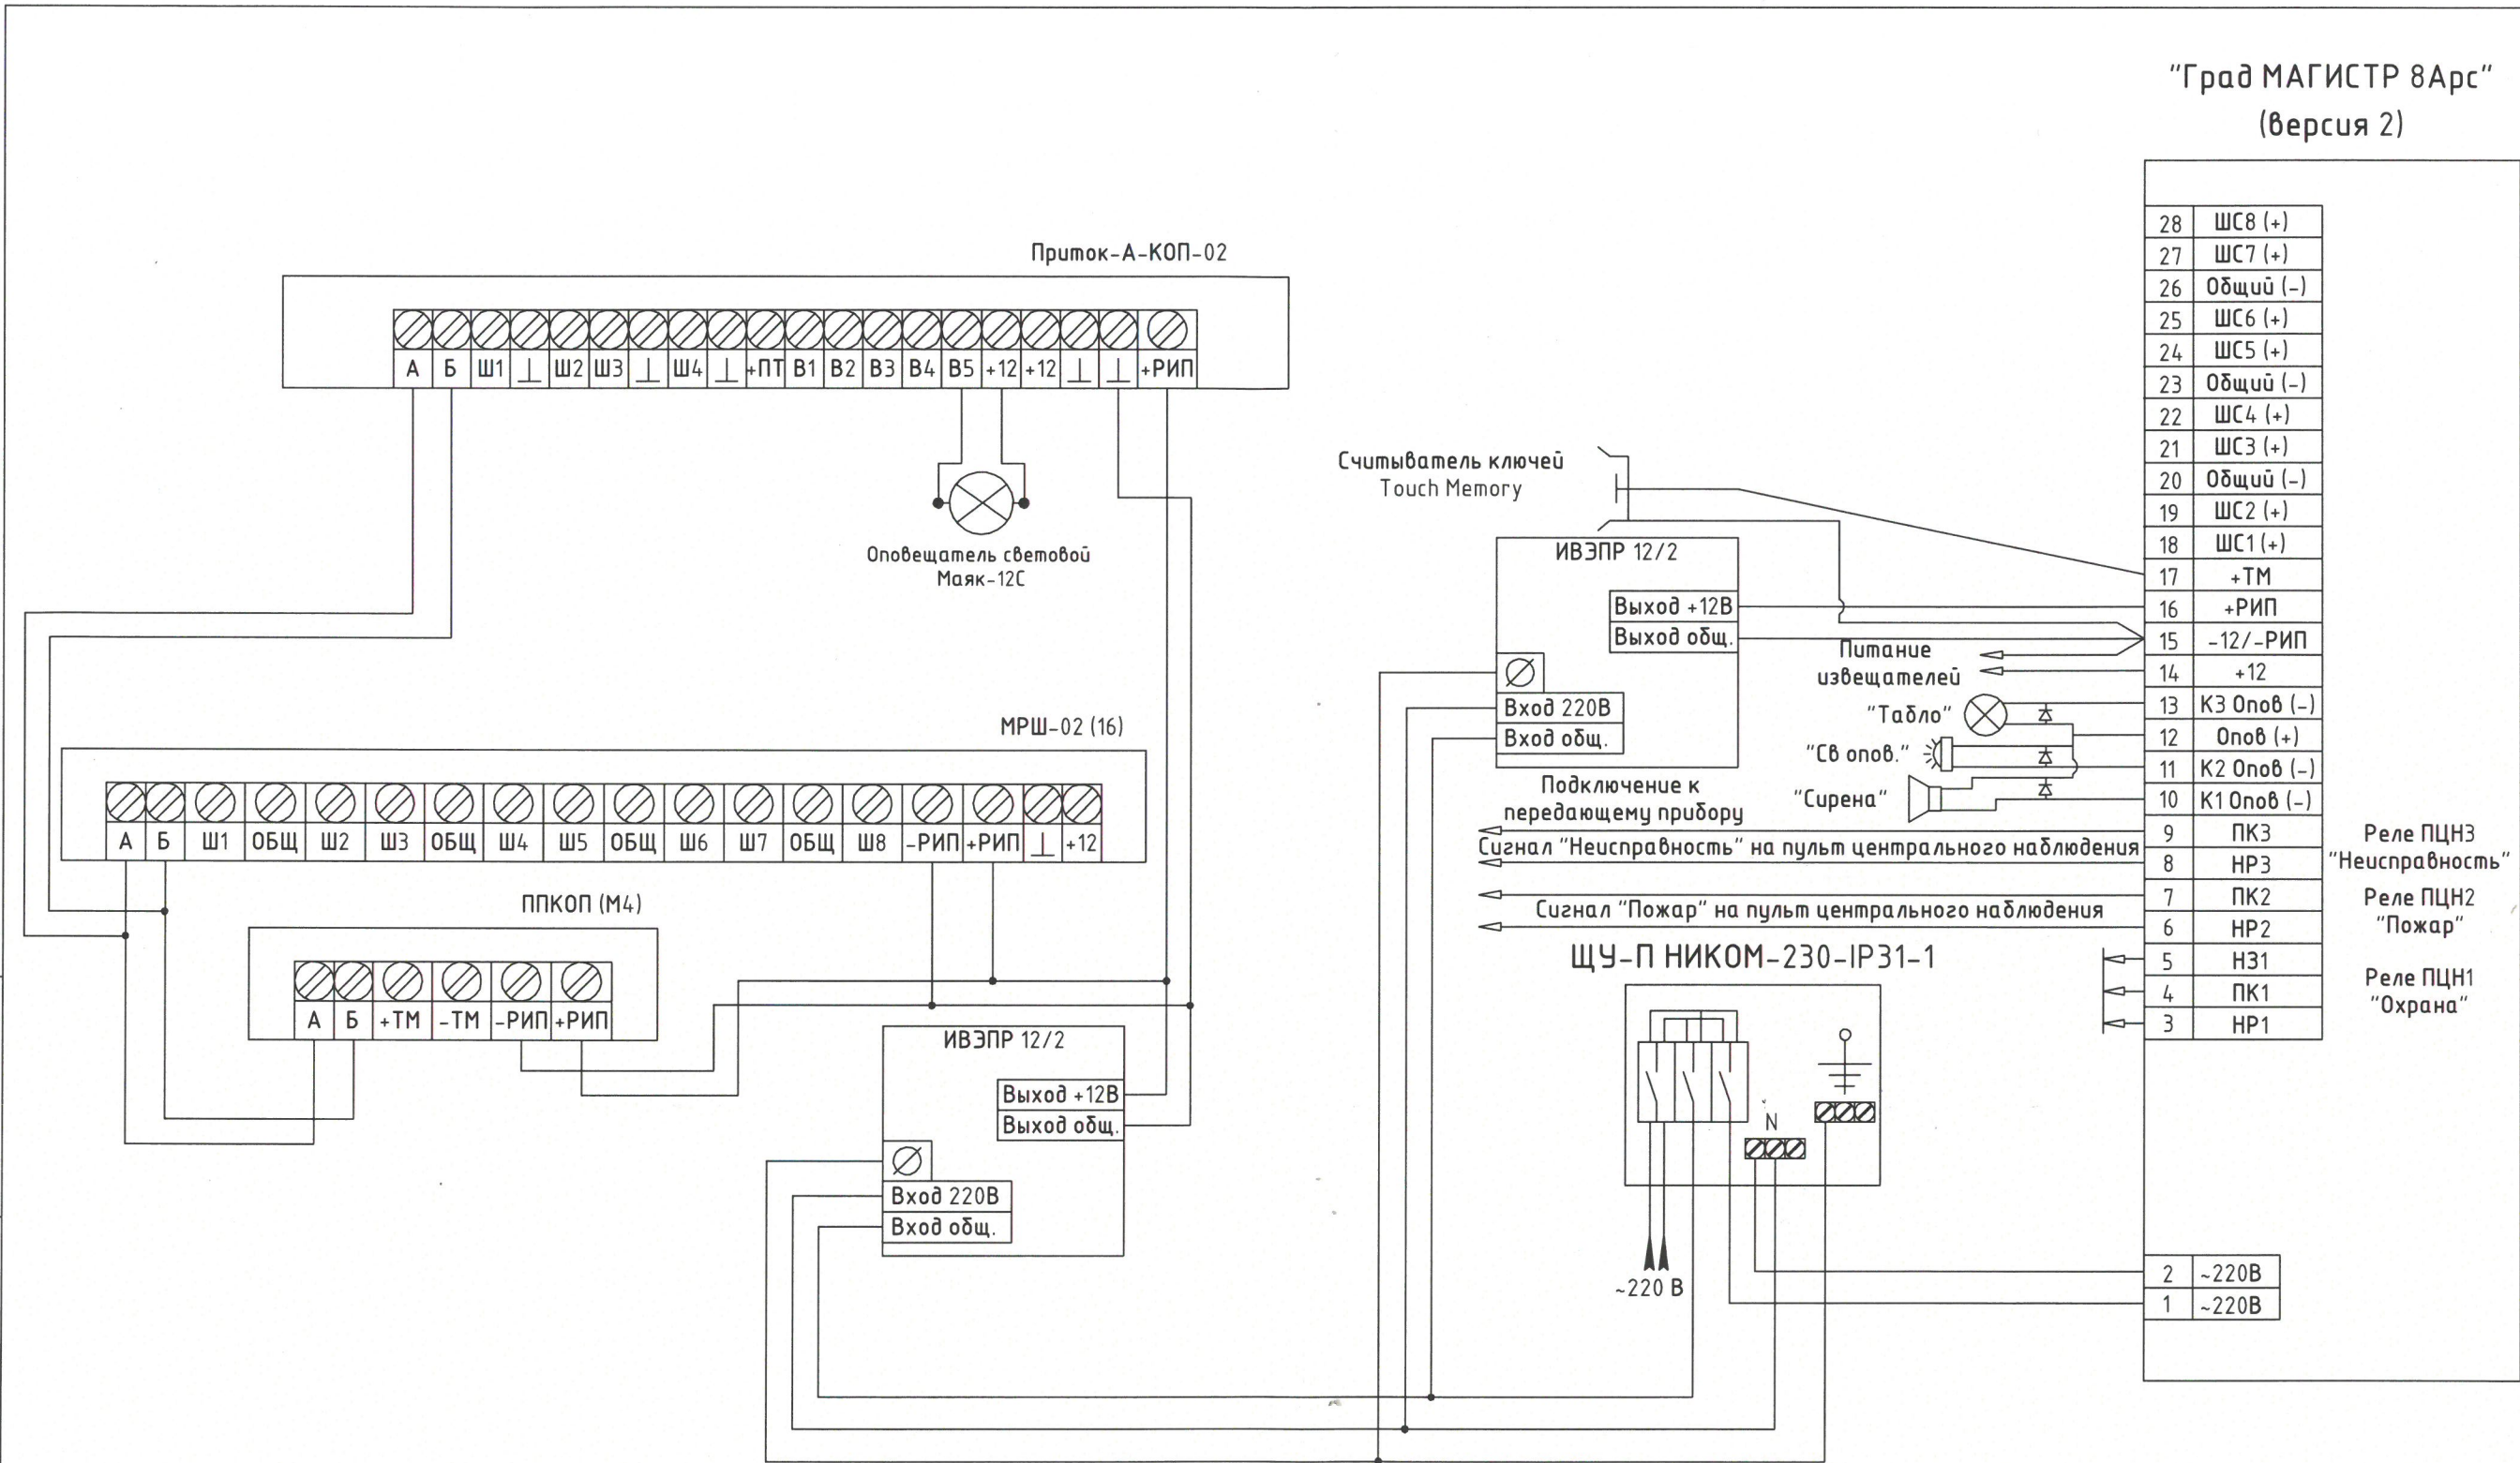 "Град МАГИСТР 8Арс"
(версия 2)
Приток-А-КОП-02
А Б Ш1 ⊥ Ш2 Ш3 ⊥ Ш4 ⊥ +ПТ В1 В2 В3 В4 В5 +12 +12 ⊥ ⊥ +РИП
Оповещатель световой
Маяк-12С
МРШ-02 (16)
А Б Ш1 ОБЩ Ш2 Ш3 ОБЩ Ш4 Ш5 ОБЩ Ш6 Ш7 ОБЩ Ш8 -РИП +РИП ⊥ +12
ППКОП (М4)
А Б +ТМ -ТМ -РИП +РИП
ИВЭПР 12/2
Выход +12В
Выход общ.
Вход 220В
Вход общ.
Считыватель ключей
Touch Memory
ИВЭПР 12/2
Выход +12В
Выход общ.
Вход 220В
Вход общ.
Питание
извещателей
"Табло"
"Св опов."
"Сирена"
Подключение к
передающему прибору
Сигнал "Неисправность" на пульт центрального наблюдения
Сигнал "Пожар" на пульт центрального наблюдения
ЩУ-П НИКОМ-230-IP31-1
N
~220 В
28 ШС8 (+)
27 ШС7 (+)
26 Общий (-)
25 ШС6 (+)
24 ШС5 (+)
23 Общий (-)
22 ШС4 (+)
21 ШС3 (+)
20 Общий (-)
19 ШС2 (+)
18 ШС1 (+)
17 +ТМ
16 +РИП
15 -12/-РИП
14 +12
13 К3 Опов (-)
12 Опов (+)
11 К2 Опов (-)
10 К1 Опов (-)
9 ПК3
8 НР3
7 ПК2
6 НР2
5 НЗ1
4 ПК1
3 НР1
Реле ПЦН3
"Неисправность"
Реле ПЦН2
"Пожар"
Реле ПЦН1
"Охрана"
2 ~220В
1 ~220В